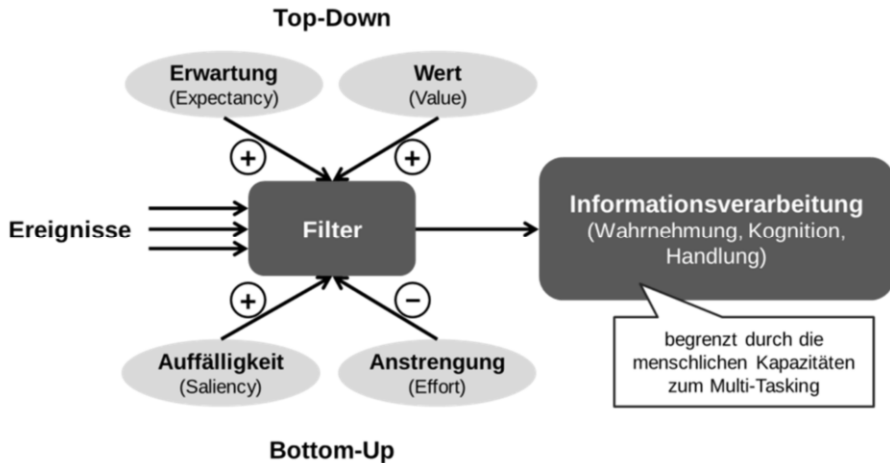 Top-Down
Erwartung
(Expectancy)
Wert
(Value)
+
+
Ereignisse
Filter
Informationsverarbeitung
(Wahrnehmung, Kognition,
Handlung)
+
−
Auffälligkeit
(Saliency)
Anstrengung
(Effort)
begrenzt durch die
menschlichen Kapazitäten
zum Multi-Tasking
Bottom-Up